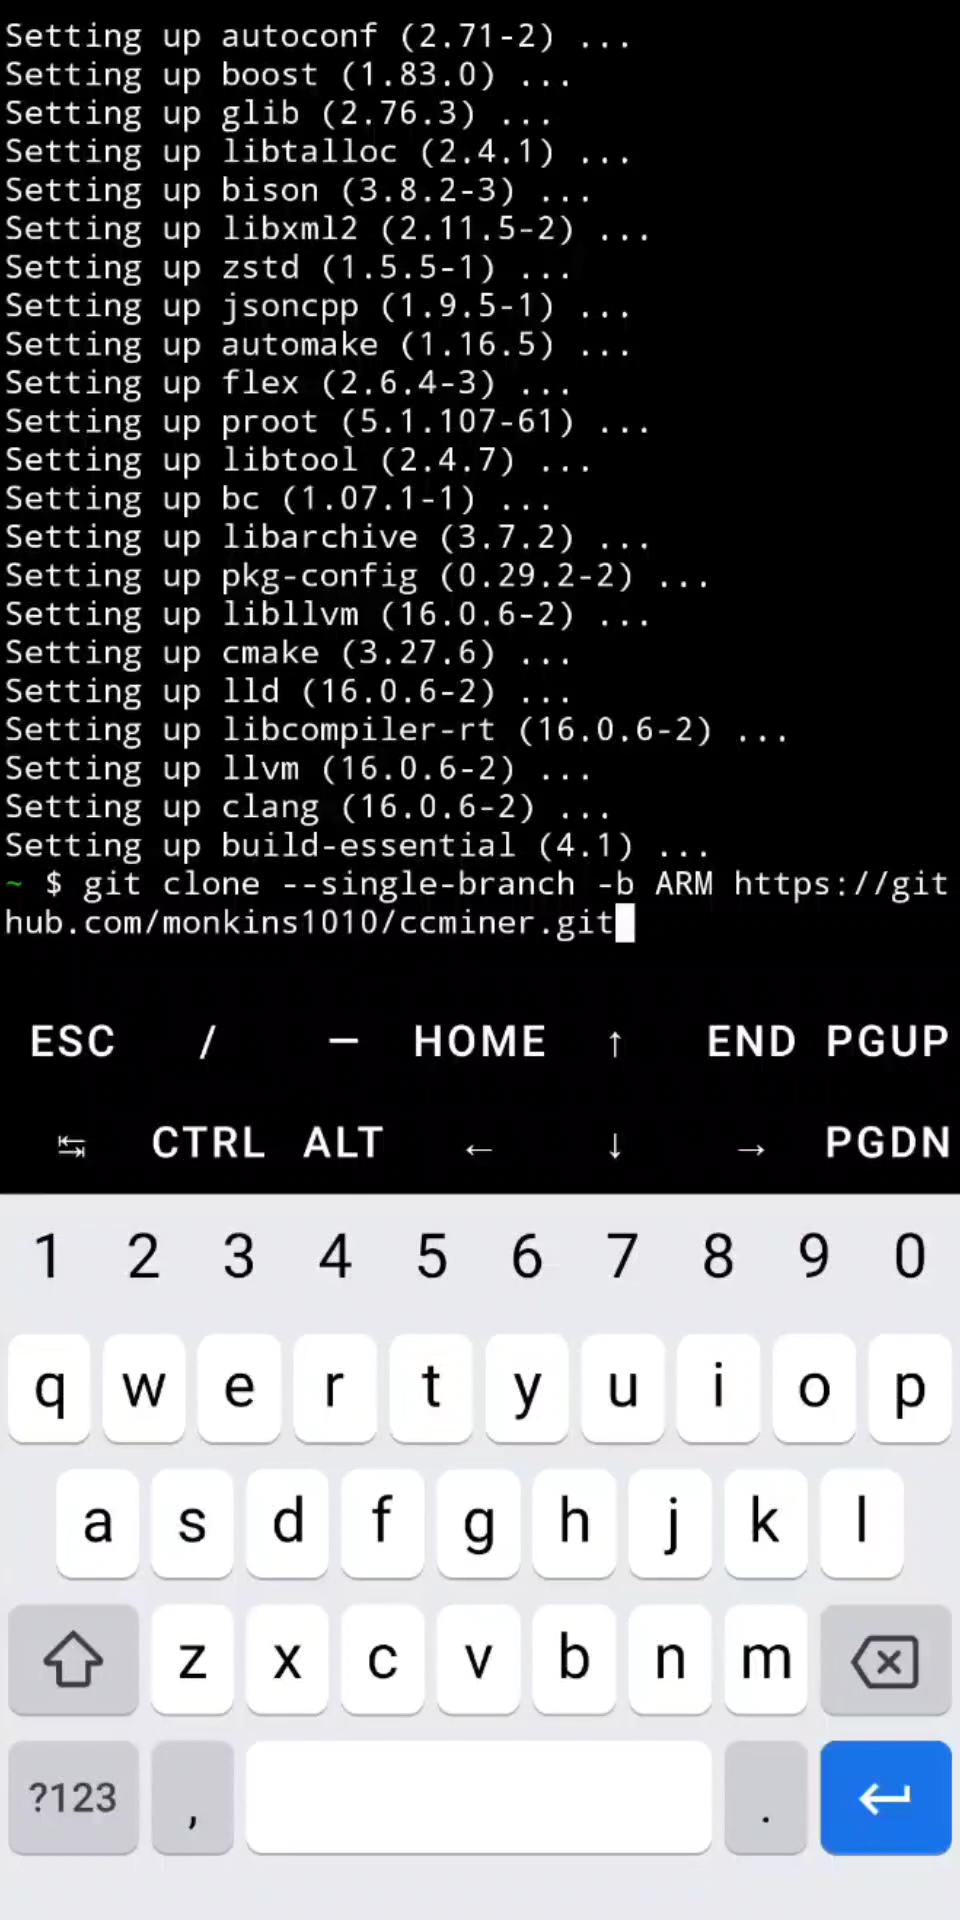 Setting up autoconf (2.71-2) ...
Setting up boost (1.83.0) ...
Setting up glib (2.76.3) ...
Setting up libtalloc (2.4.1) ...
Setting up bison (3.8.2-3) ...
Setting up libxml2 (2.11.5-2) ...
Setting up zstd (1.5.5-1) ...
Setting up jsoncpp (1.9.5-1) ...
Setting up automake (1.16.5) ...
Setting up flex (2.6.4-3) ...
Setting up proot (5.1.107-61) ...
Setting up libtool (2.4.7) ...
Setting up bc (1.07.1-1) ...
Setting up libarchive (3.7.2) ...
Setting up pkg-config (0.29.2-2) ...
Setting up libllvm (16.0.6-2) ...
Setting up cmake (3.27.6) ...
Setting up lld (16.0.6-2) ...
Setting up libcompiler-rt (16.0.6-2) ...
Setting up llvm (16.0.6-2) ...
Setting up clang (16.0.6-2) ...
Setting up build-essential (4.1) ...
~ $ git clone --single-branch -b ARM https://git
hub.com/monkins1010/ccminer.git
ESC / — HOME ↑ END PGUP
↹ CTRL ALT ← ↓ → PGDN
1 2 3 4 5 6 7 8 9 0
q w e r t y u i o p
a s d f g h j k l
z x c v b n m
?123 , .